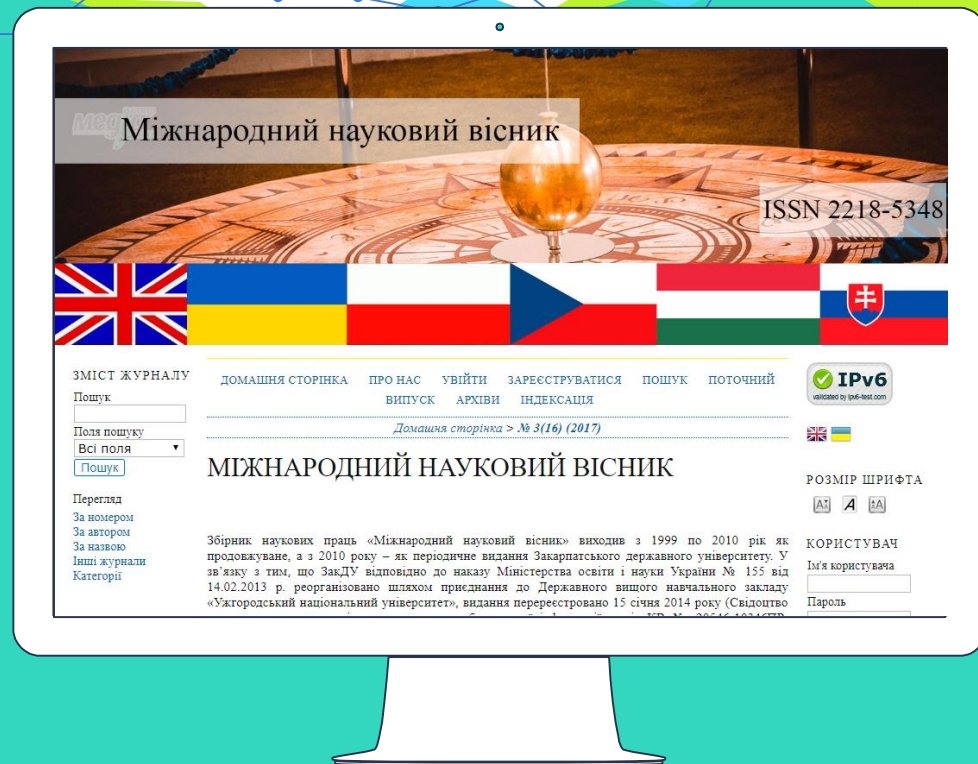 Міжнародний науковий вісник
ISSN 2218-5348
ЗМІСТ ЖУРНАЛУ
Пошук
Поля пошуку
Всі поля
Пошук
Перегляд
За номером
За автором
За назвою
Інші журнали
Категорії
ДОМАШНЯ СТОРІНКА ПРО НАС УВІЙТИ ЗАРЕЄСТРУВАТИСЯ ПОШУК ПОТОЧНИЙ
ВИПУСК АРХІВИ ІНДЕКСАЦІЯ
Домашня сторінка > № 3(16) (2017)
МІЖНАРОДНИЙ НАУКОВИЙ ВІСНИК
Збірник наукових праць «Міжнародний науковий вісник» виходив з 1999 по 2010 рік як
продовжуване, а з 2010 року – як періодичне видання Закарпатського державного університету. У
зв’язку з тим, що ЗакДУ відповідно до наказу Міністерства освіти і науки України № 155 від
14.02.2013 р. реорганізовано шляхом приєднання до Державного вищого навчального закладу
«Ужгородський національний університет», видання перереєстровано 15 січня 2014 року (Свідоцтво
IPv6
validated by ipv6-test.com
РОЗМІР ШРИФТА
КОРИСТУВАЧ
Ім'я користувача
Пароль